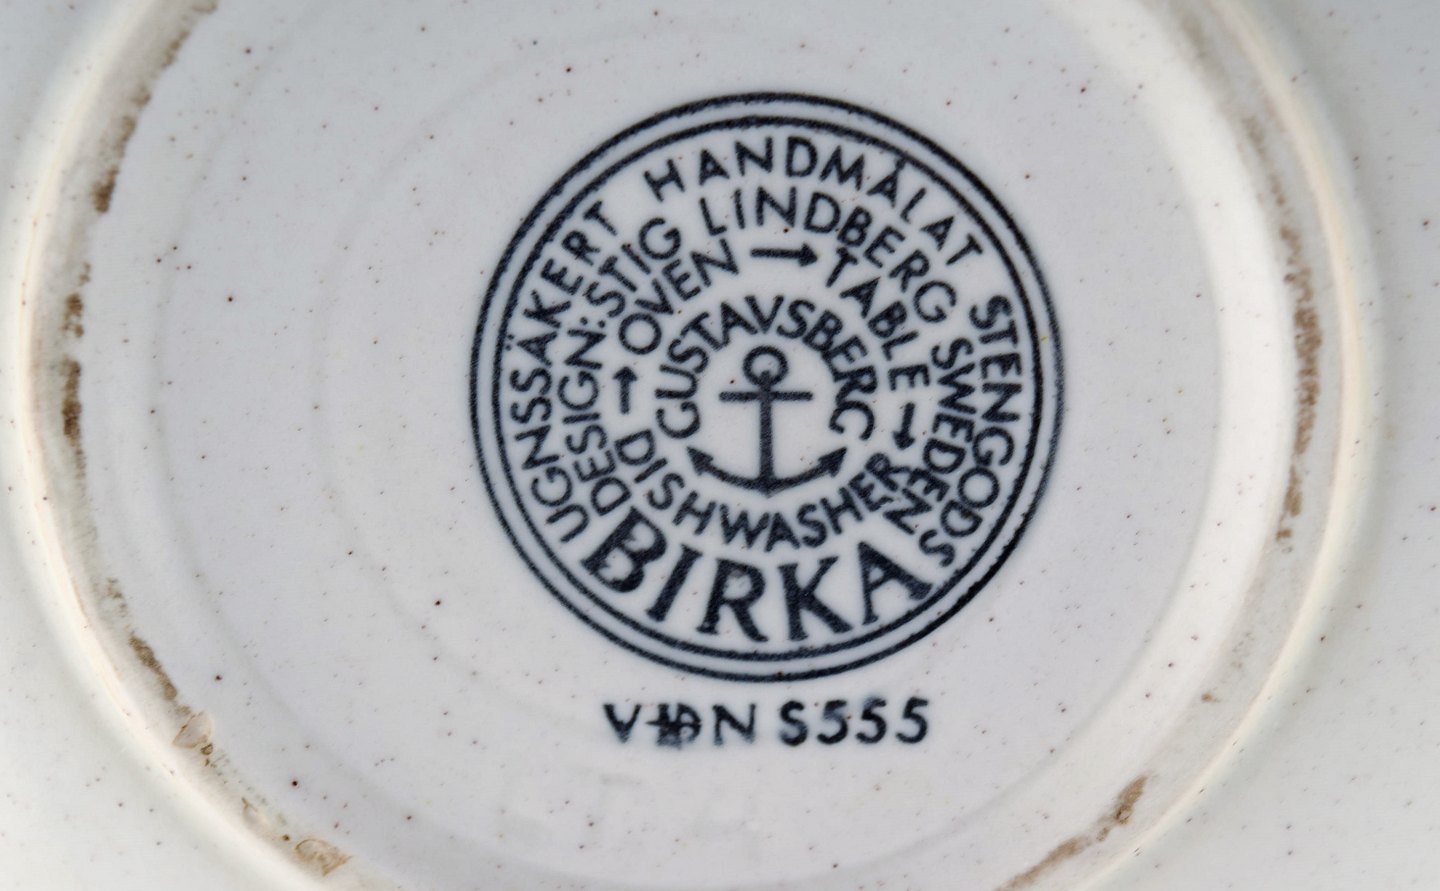 UGNSSÄKERT HANDMÅLAT STENGODS
DESIGN: STIG LINDBERG SWEDEN
→ OVEN → TABLE → DISHWASHER
GUSTAVSBERG
BIRKA
N S555